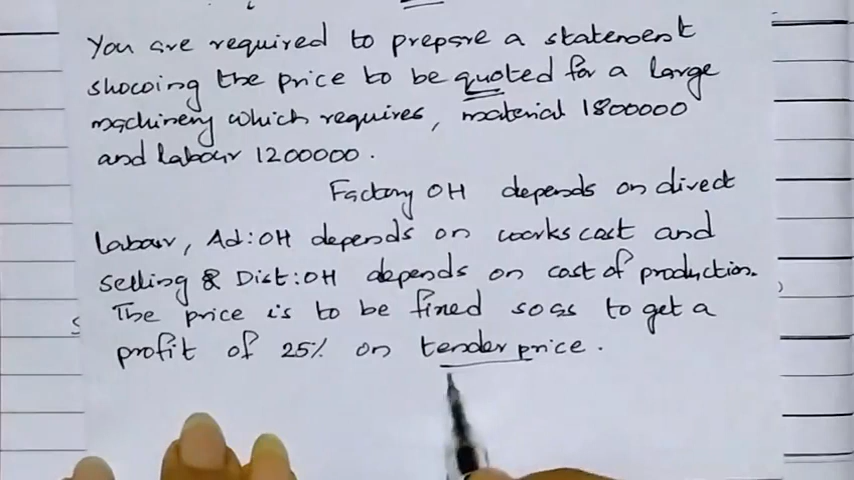 You are required to prepare a statement
showing the price to be quoted for a large
machinery which requires, material 1800000
and labour 1200000.
Factory OH depends on direct
labour, Ad:OH depends on works cost and
selling & Dist:OH depends on cost of production.
The price is to be fixed so as to get a
profit of 25% on tender price.